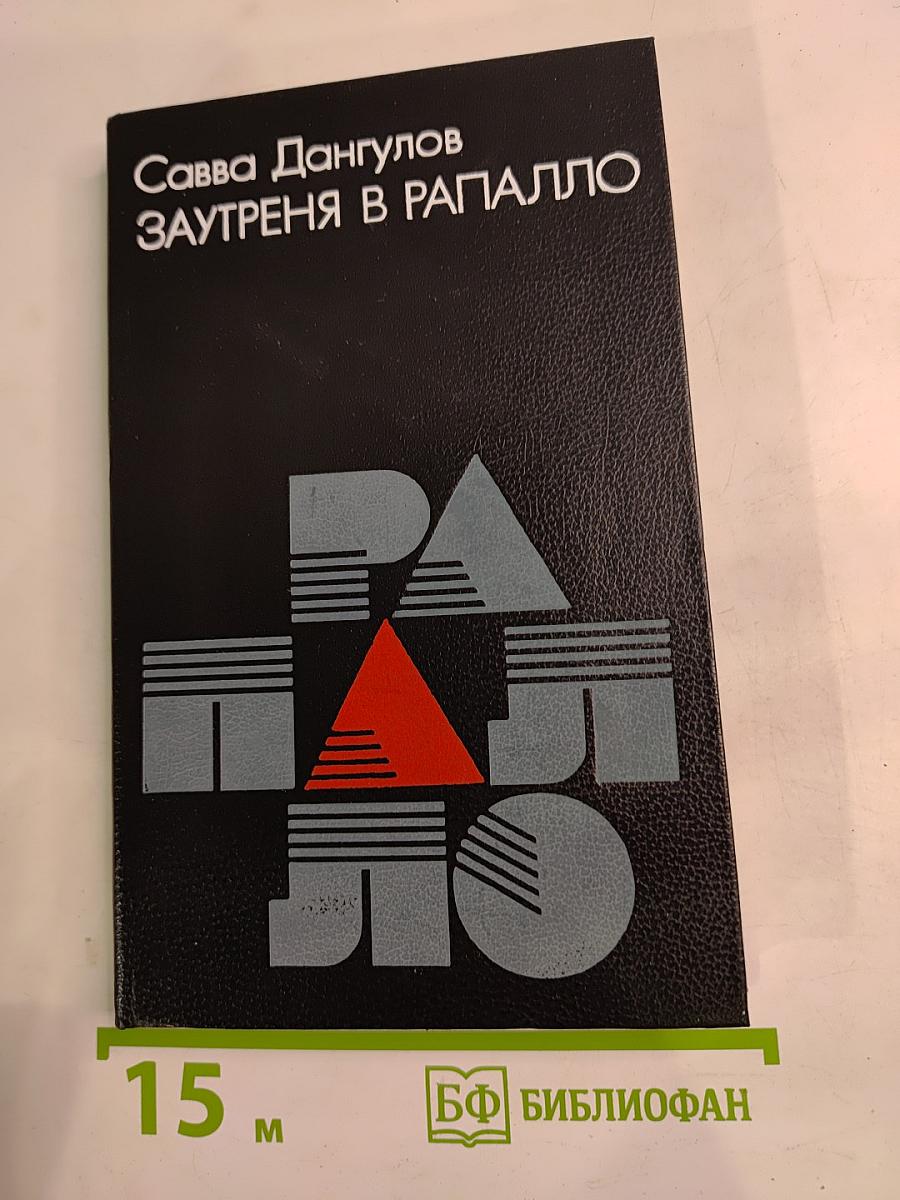 Савва Дангулов
ЗАУТРЕНЯ В РАПАЛЛО
РА
ПАЛ
ЛО
15 м
БФ БИБЛИОФАН